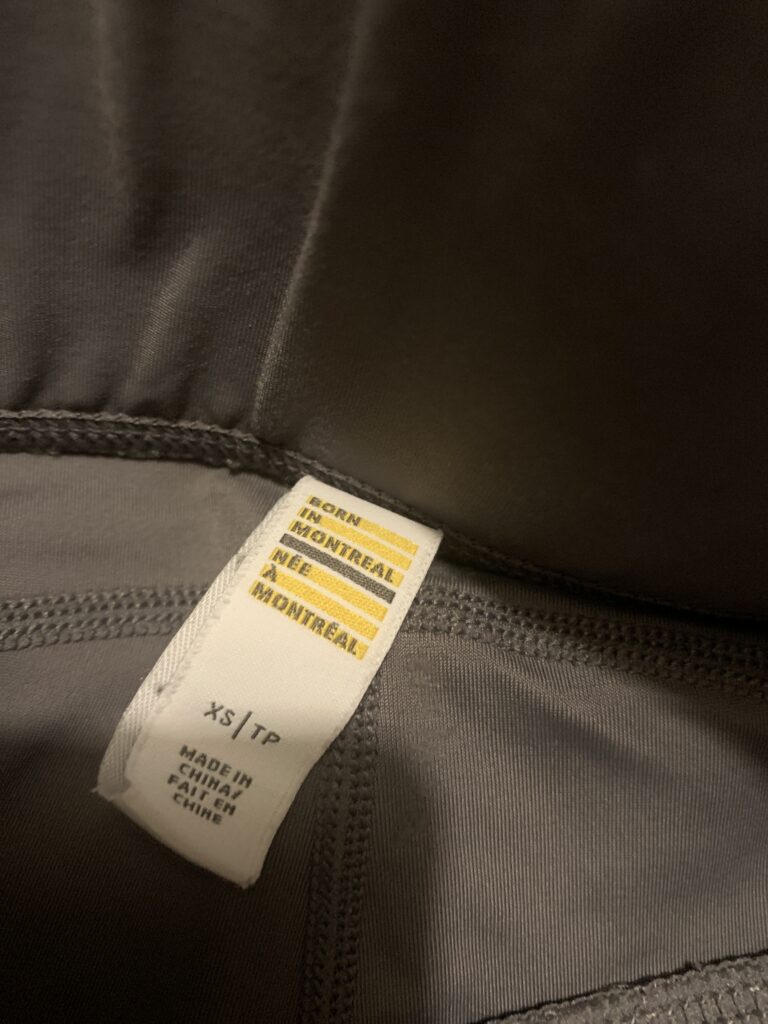 BORN
IN
MONTREAL
NÉE
À
MONTRÉAL
XS|TP
MADE IN
CHINA/
FAIT EN
CHINE